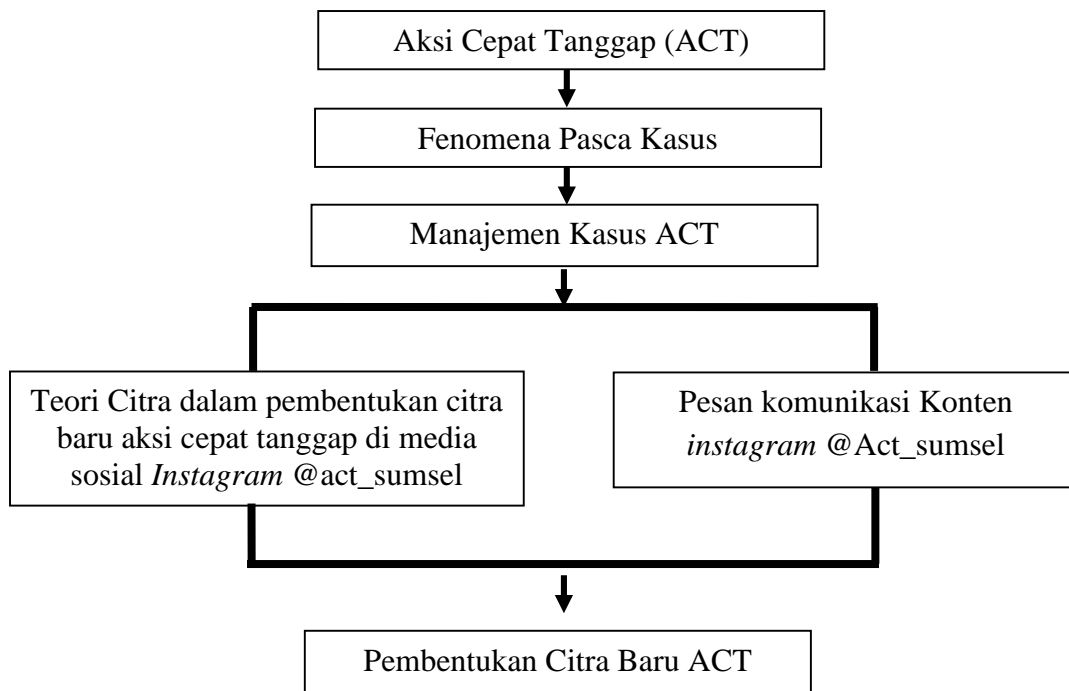 Aksi Cepat Tanggap (ACT)
Fenomena Pasca Kasus
Manajemen Kasus ACT
Teori Citra dalam pembentukan citra
baru aksi cepat tanggap di media
sosial Instagram @act_sumsel
Pesan komunikasi Konten
instagram @Act_sumsel
Pembentukan Citra Baru ACT